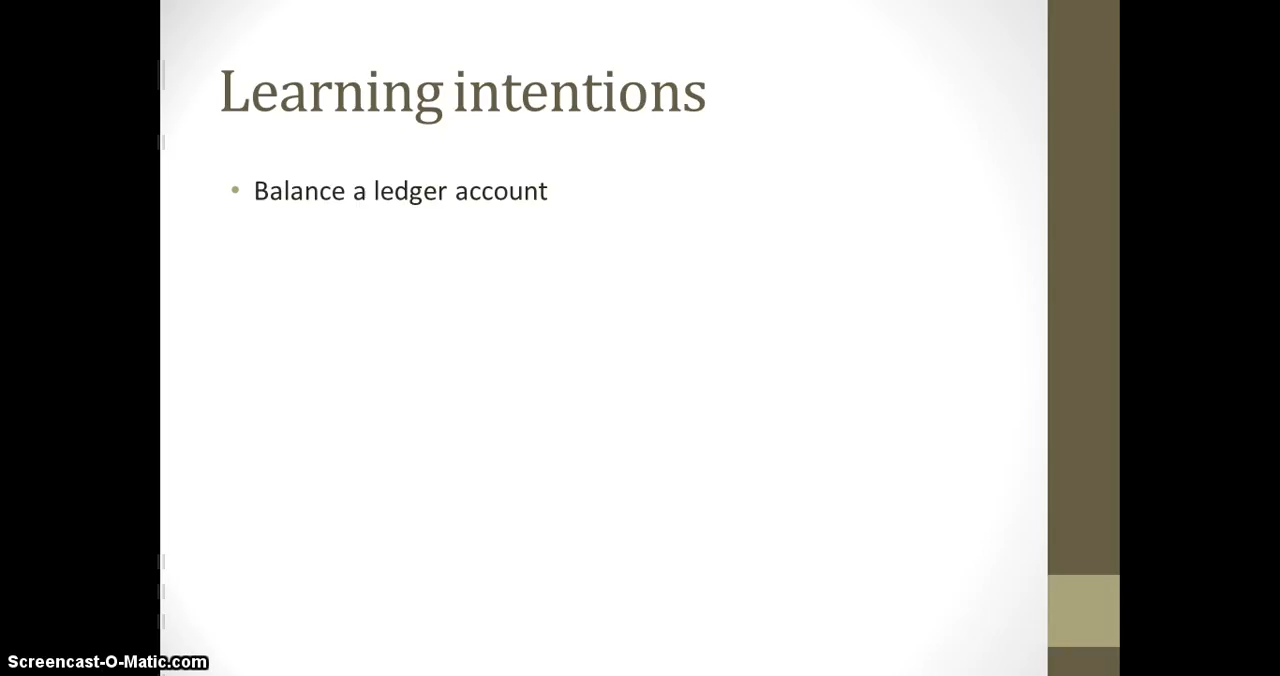 Learning intentions
• Balance a ledger account
Screencast-O-Matic.com